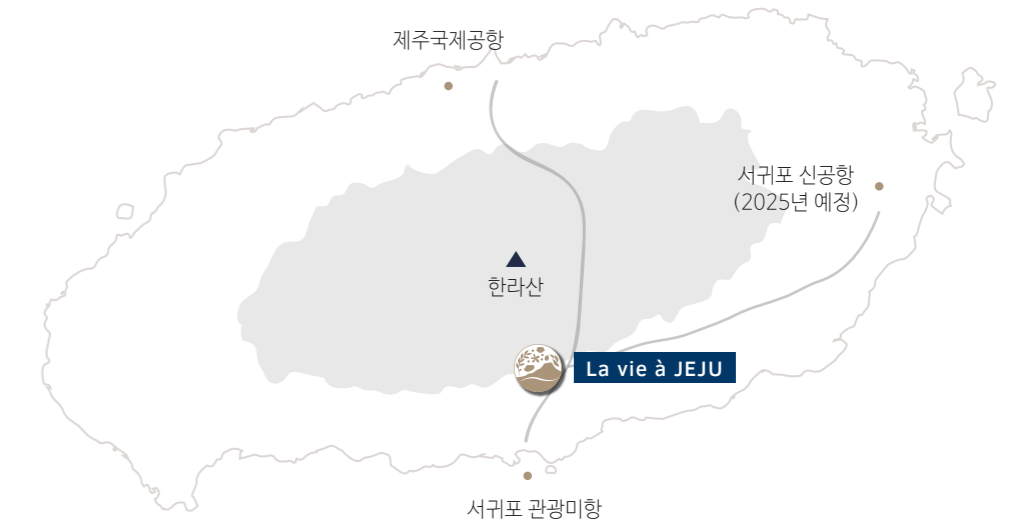 제주국제공항
서귀포 신공항
(2025년 예정)
한라산
La vie à JEJU
서귀포 관광미항